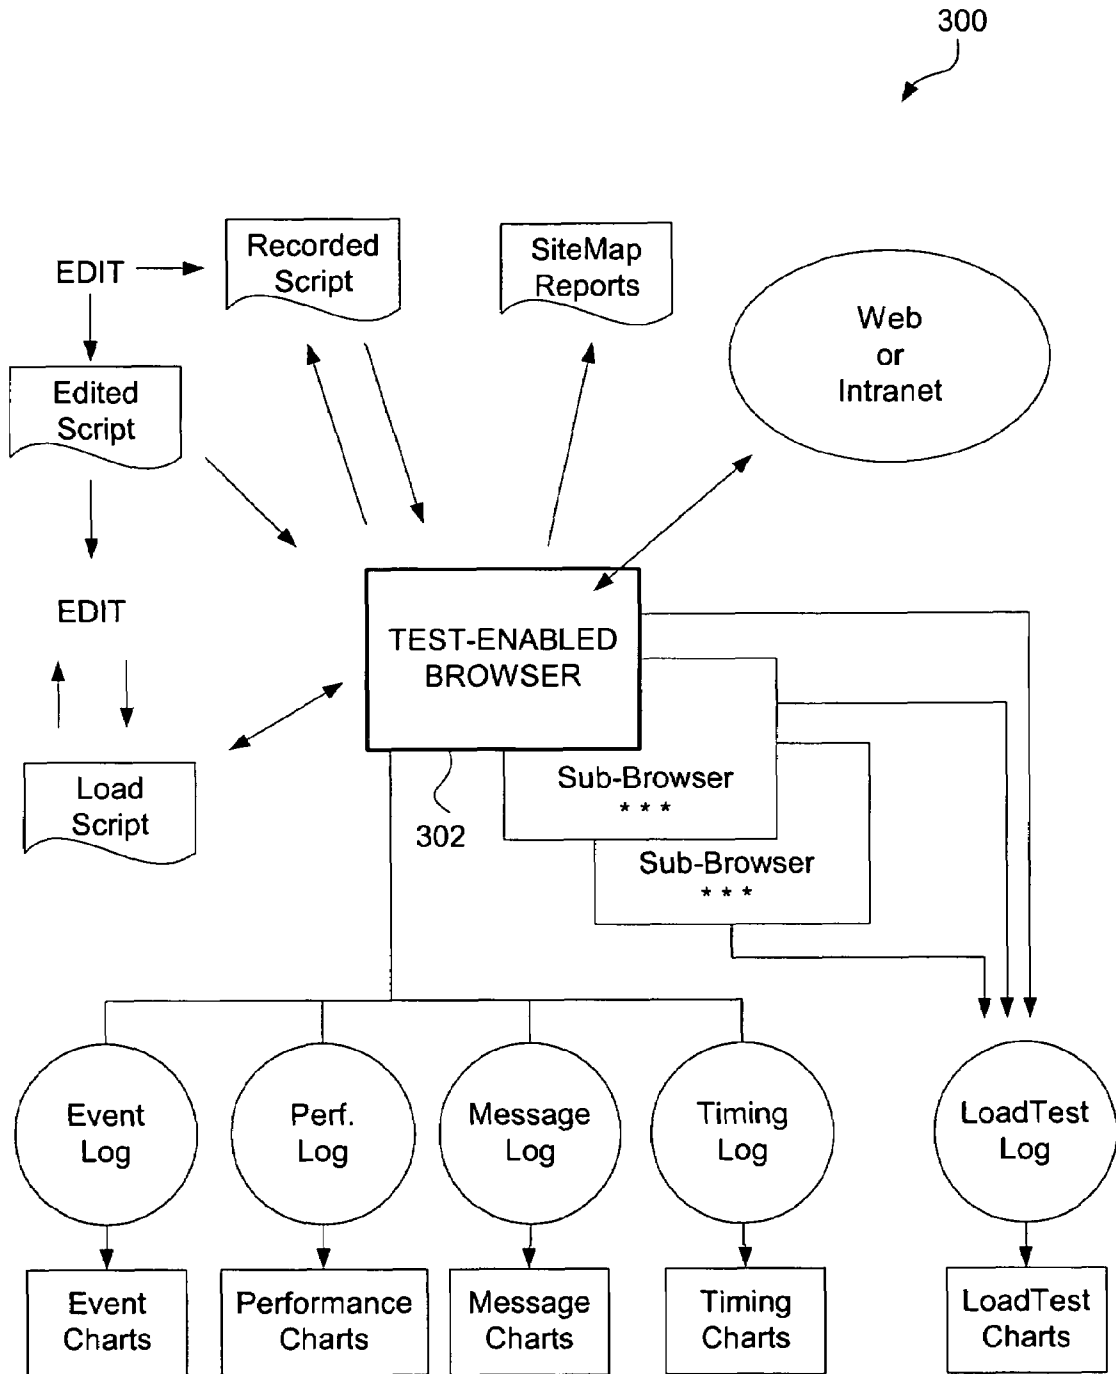 300
Recorded
Script
SiteMap
Reports
EDIT
Web
or
Intranet
Edited
Script
EDIT
TEST-ENABLED
BROWSER
Load
Script
302
Sub-Browser
* * *
Sub-Browser
* * *
Event
Log
Perf.
Log
Message
Log
Timing
Log
LoadTest
Log
Event
Charts
Performance
Charts
Message
Charts
Timing
Charts
LoadTest
Charts